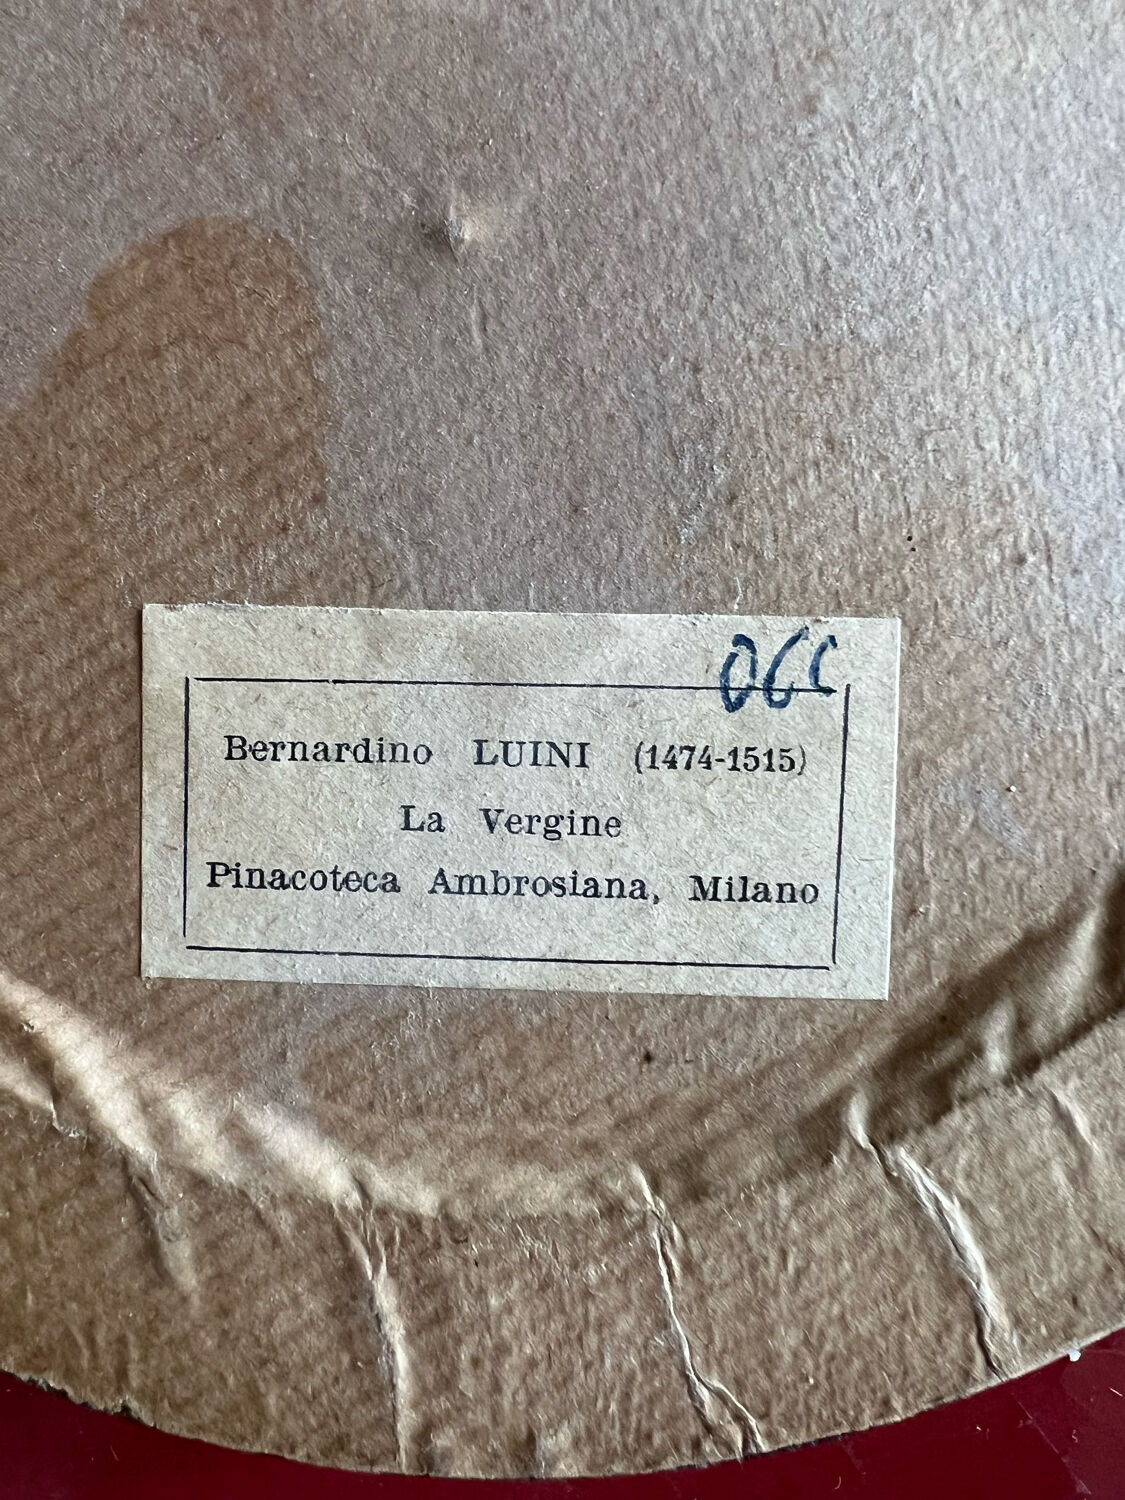 Bernardino LUINI (1474-1515)
La Vergine
Pinacoteca Ambrosiana, Milano